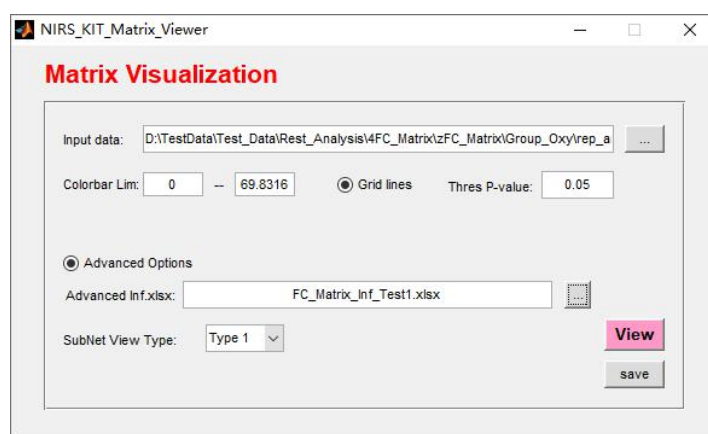 NIRS_KIT_Matrix_Viewer
Matrix Visualization
Input data: D:\TestData\Test_Data\Rest_Analysis\4FC_Matrix\zFC_Matrix\Group_Oxy\rep_a ...
Colorbar Lim: 0 -- 69.8316 Grid lines Thres P-value: 0.05
Advanced Options
Advanced Inf.xlsx: FC_Matrix_Inf_Test1.xlsx ...
SubNet View Type: Type 1 View
save